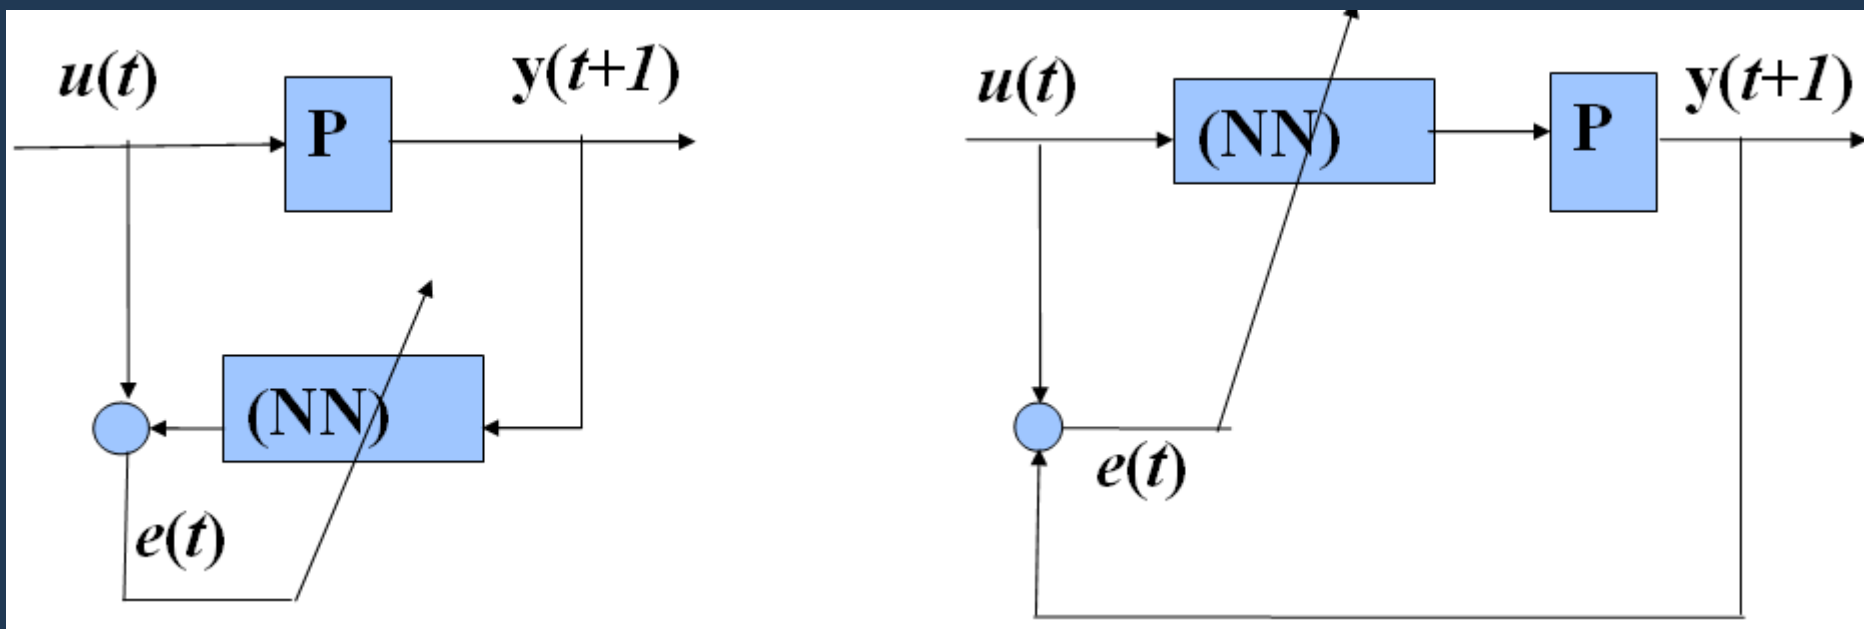 u(t)
P
y(t+1)
(NN)
e(t)
u(t)
(NN)
P
y(t+1)
e(t)